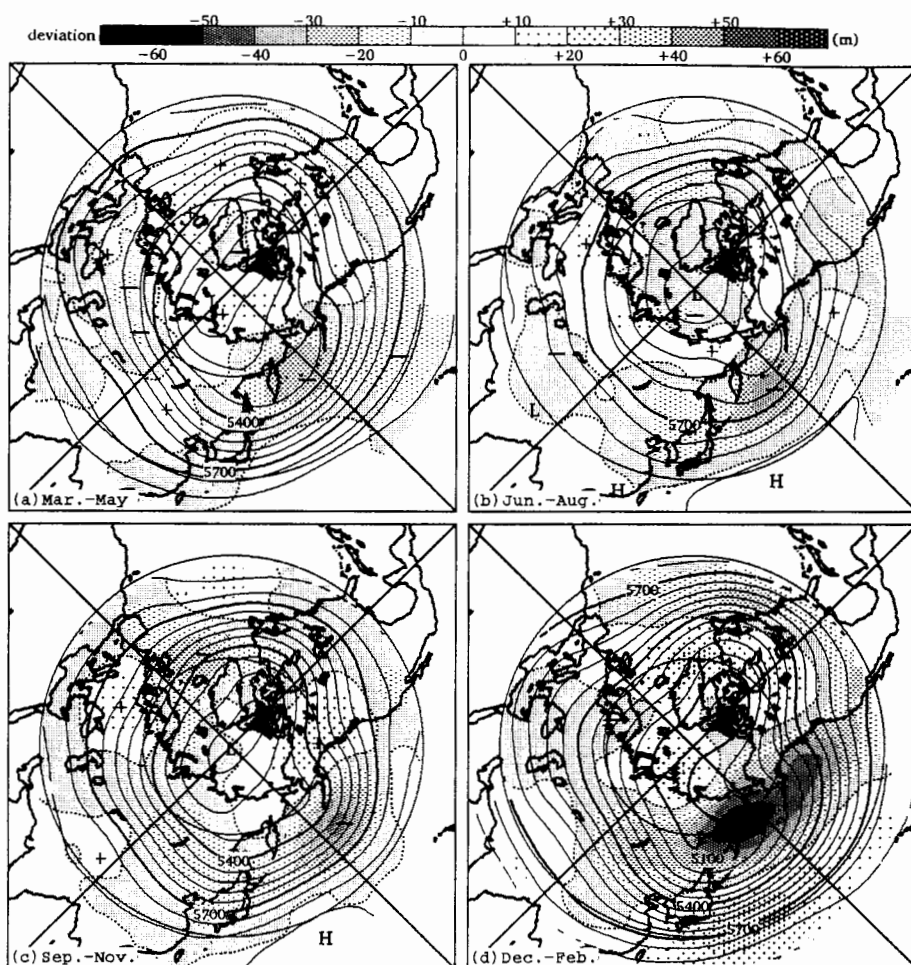 -50 -30 -10 +10 +30 +50
deviation (m)
-60 -40 -20 0 +20 +40 +60
5400
5700
(a)Mar.-May
L
L
5700
H
H
(b)Jun.-Aug.
5400
5700
H
(c)Sep.-Nov.
5700
5100
5400
5700
(d)Dec.-Feb.